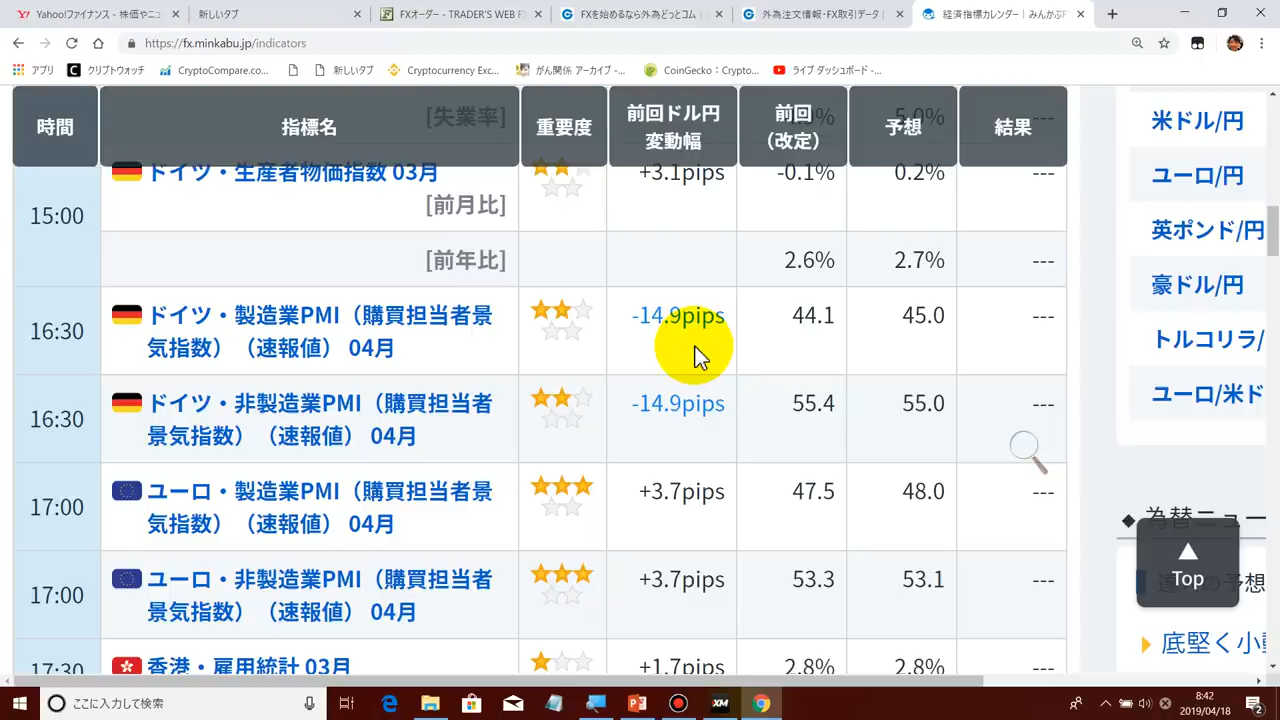 Yahoo!ファイナンス - 株価やニュ
新しいタブ
FXオーダー - TRADER'S WEB FX
FXを始めるなら外為どっとコム｜
外為注文情報･FX取引データ｜
経済指標カレンダー｜みんかぶF
https://fx.minkabu.jp/indicators
アプリ
クリプトウォッチ
CryptoCompare.co...
新しいタブ
Cryptocurrency Exc...
がん関係 アーカイブ -...
CoinGecko：Crypto...
ライブ ダッシュボード -...
時間
指標名
重要度
前回ドル円
変動幅
前回
（改定）
予想
結果
[失業率]
5.0%
---
15:00
ドイツ・生産者物価指数 03月
[前月比]
+3.1pips
-0.1%
0.2%
---
[前年比]
2.6%
2.7%
---
16:30
ドイツ・製造業PMI（購買担当者景
気指数）（速報値） 04月
-14.9pips
44.1
45.0
---
16:30
ドイツ・非製造業PMI（購買担当者
景気指数）（速報値） 04月
-14.9pips
55.4
55.0
---
17:00
ユーロ・製造業PMI（購買担当者景
気指数）（速報値） 04月
+3.7pips
47.5
48.0
---
17:00
ユーロ・非製造業PMI（購買担当者
景気指数）（速報値） 04月
+3.7pips
53.3
53.1
---
17:30
香港・雇用統計 03月
+1.7pips
2.8%
2.8%
---
米ドル/円
ユーロ/円
英ポンド/円
豪ドル/円
トルコリラ/
ユーロ/米ド
◆ 為替ニュー
Top
の予想
底堅く小動
ここに入力して検索
XM
8:42
2019/04/18
2